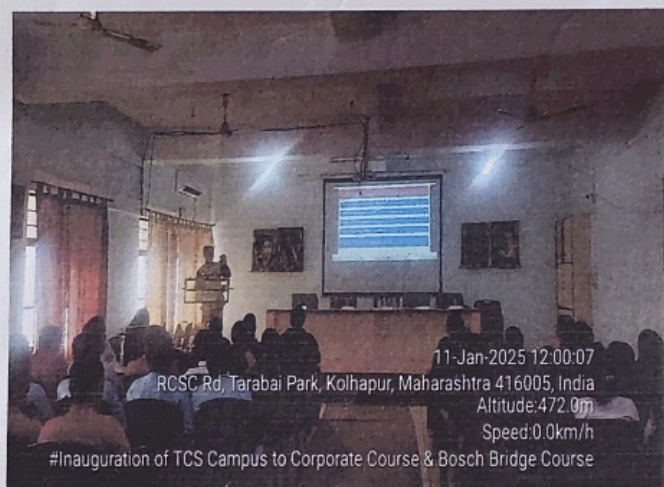 11-Jan-2025 12:00:07
RCSC Rd, Tarabai Park, Kolhapur, Maharashtra 416005, India
Altitude:472.0m
Speed:0.0km/h
#Inauguration of TCS Campus to Corporate Course & Bosch Bridge Course